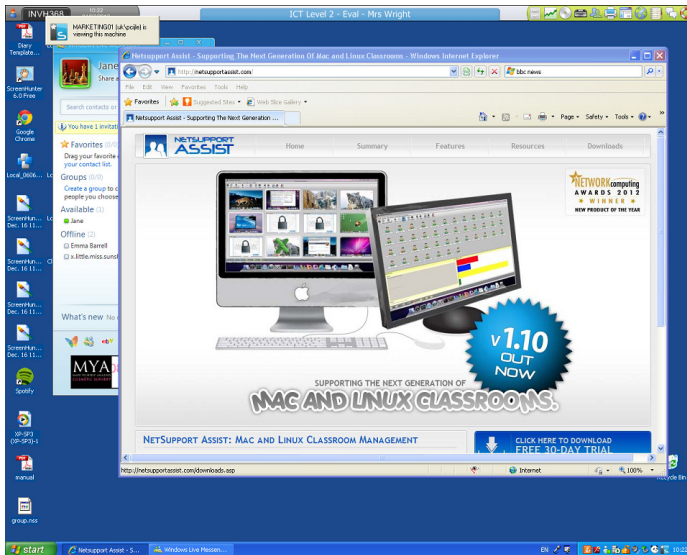 INVH368
10:22
ICT Level 2 - Eval - Mrs Wright
MARKETING01 (uk\pcjle) is
viewing this machine
Diary
Template...
ScreenHunter
6.0 Free
Google
Chrome
Local_0606...
ScreenHun...
Dec. 16 11...
ScreenHun...
Dec. 16 11...
ScreenHun...
Dec. 16 11...
ScreenHun...
Dec. 16 11...
Spotify
XP-SP3
(XP-SP3)-1
manual
group.nss
Jane
Share a
Search contacts or
You have 1 invitati
Favorites (0/0)
Drag your favorite
your contact list.
Groups (0/0)
Create a group to c
people you choose
Available (1)
Jane
Offline (2)
Emma Barrell
x.little.miss.suns
What's new No
ebY
MYA
Netsupport Assist - Supporting The Next Generation Of Mac and Linux Classrooms - Windows Internet Explorer
http://netsupportassist.com/
bbc news
File Edit View Favorites Tools Help
Favorites Suggested Sites Web Slice Gallery
Netsupport Assist - Supporting The Next Generation ...
Page Safety Tools
NETSUPPORT
ASSIST
Home Summary Features Resources Downloads
NETWORK computing
AWARDS 2012
WINNER
NEW PRODUCT OF THE YEAR
v 1.10
OUT
NOW
SUPPORTING THE NEXT GENERATION OF
MAC AND LINUX CLASSROOMS.
NETSUPPORT ASSIST: MAC AND LINUX CLASSROOM MANAGEMENT
CLICK HERE TO DOWNLOAD
FREE 30-DAY TRIAL
http://netsupportassist.com/downloads.asp
Internet
100%
Recycle Bin
start
Netsupport Assist - S...
Windows Live Messen...
EN
10:22